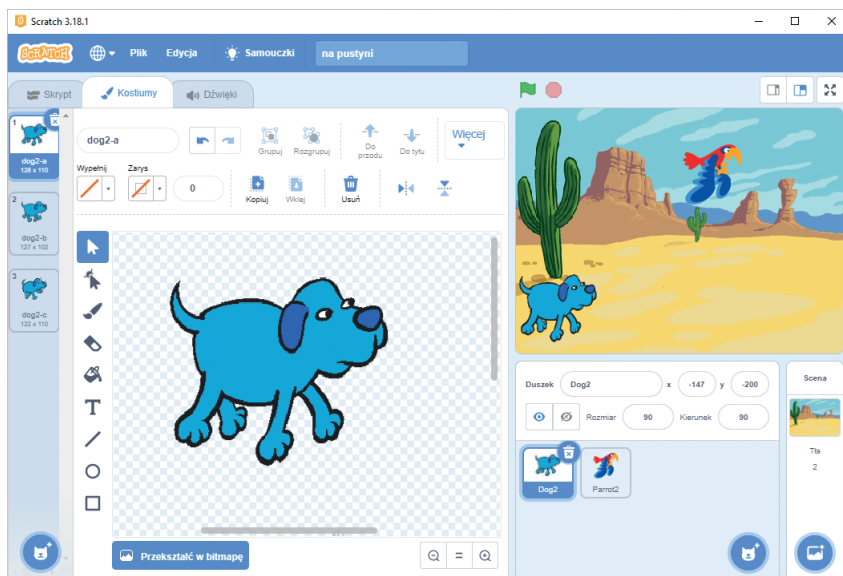 Scratch 3.18.1
SCRATCH
Plik
Edycja
Samouczki
na pustyni
Skrypt
Kostiumy
Dźwięki
1
dog2-a
128 x 110
2
dog2-b
127 x 102
3
dog2-c
122 x 110
dog2-a
Grupuj
Rozgrupuj
Do
przodu
Do tyłu
Więcej
Wypełnij
Zarys
0
Kopiuj
Wklej
Usuń
T
Przekształć w bitmapę
Duszek
Dog2
x
-147
y
-200
Rozmiar
90
Kierunek
90
Dog2
Parrot2
Scena
Tła
2